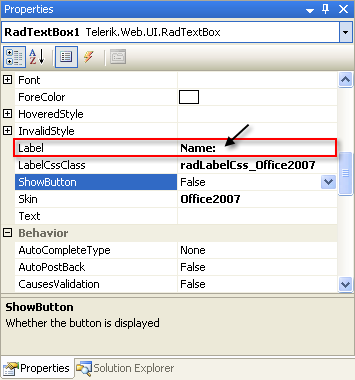 Properties
RadTextBox1 Telerik.Web.UI.RadTextBox
Font
ForeColor
HoveredStyle
InvalidStyle
Label Name:
LabelCssClass radLabelCss_Office2007
ShowButton False
Skin Office2007
Text
Behavior
AutoCompleteType None
AutoPostBack False
CausesValidation False
ShowButton
Whether the button is displayed
Properties Solution Explorer